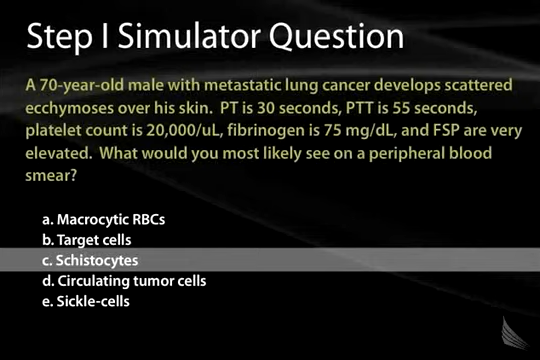 Step I Simulator Question
A 70-year-old male with metastatic lung cancer develops scattered
ecchymoses over his skin.  PT is 30 seconds, PTT is 55 seconds,
platelet count is 20,000/uL, fibrinogen is 75 mg/dL, and FSP are very
elevated.  What would you most likely see on a peripheral blood
smear?
a. Macrocytic RBCs
b. Target cells
c. Schistocytes
d. Circulating tumor cells
e. Sickle-cells